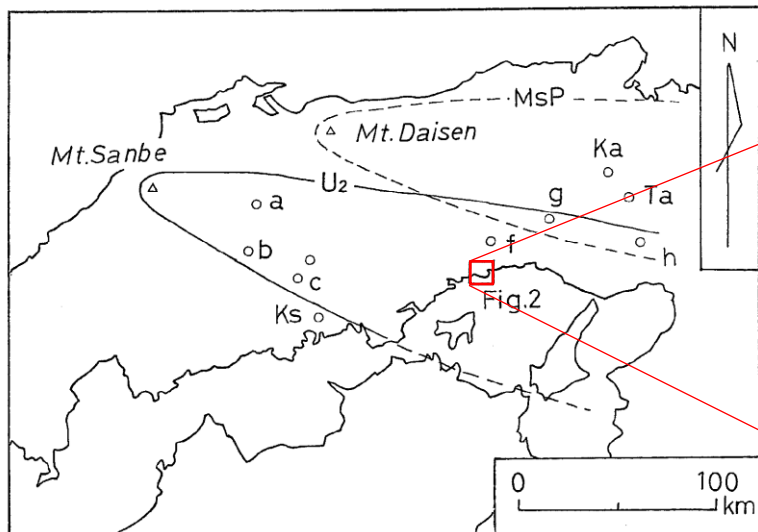 N
MsP
Mt.Daisen
Mt.Sanbe
Ka
U2
Ta
a
g
f
h
b
c
Fig.2
Ks
0 100
km